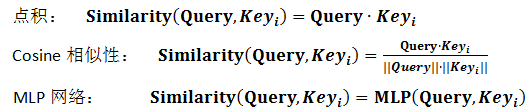 点积： Similarity(Query, Key_i) = Query · Key_i
Cosine 相似性： Similarity(Query, Key_i) = Query·Key_i / ||Query||·||Key_i||
MLP 网络： Similarity(Query, Key_i) = MLP(Query, Key_i)